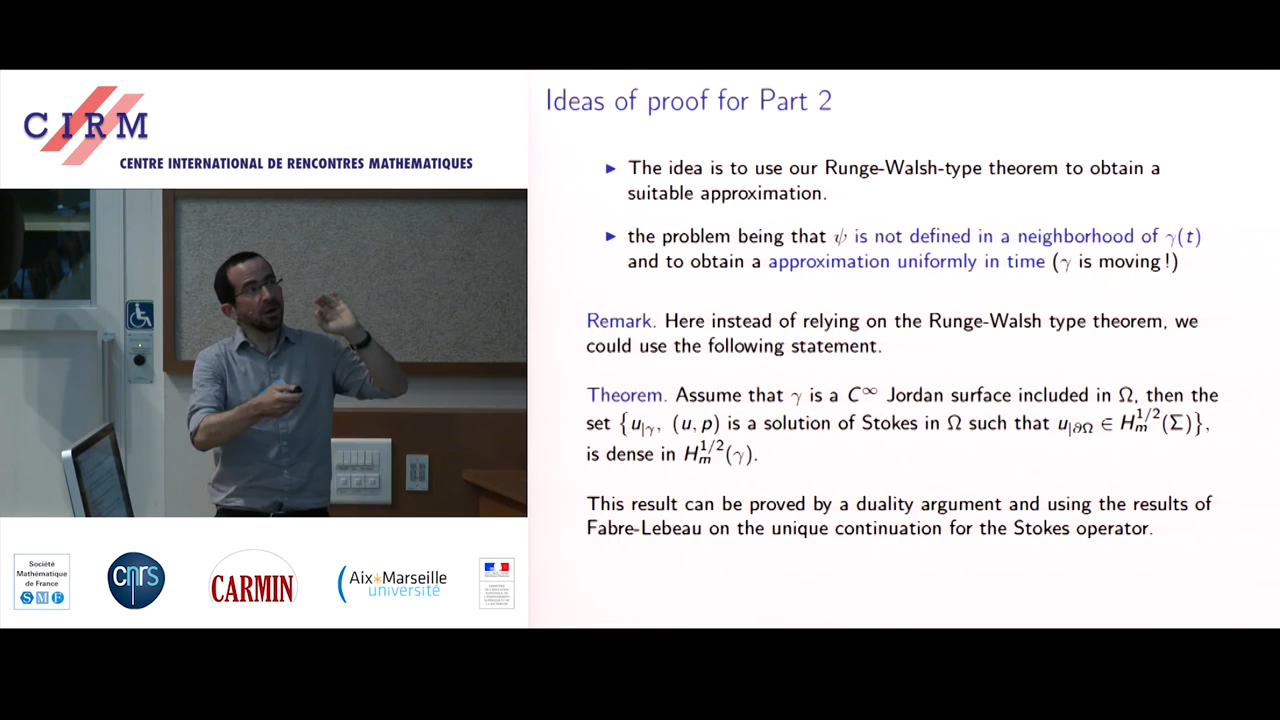 CIRM
CENTRE INTERNATIONAL DE RENCONTRES MATHEMATIQUES
Ideas of proof for Part 2
► The idea is to use our Runge-Walsh-type theorem to obtain a
suitable approximation.
► the problem being that ψ is not defined in a neighborhood of γ(t)
and to obtain a approximation uniformly in time (γ is moving !)
Remark. Here instead of relying on the Runge-Walsh type theorem, we
could use the following statement.
Theorem. Assume that γ is a C^∞ Jordan surface included in Ω, then the
set {u_{|γ}, (u, p) is a solution of Stokes in Ω such that u_{|∂Ω} ∈ H_m^{1/2}(Σ)},
is dense in H_m^{1/2}(γ).
This result can be proved by a duality argument and using the results of
Fabre-Lebeau on the unique continuation for the Stokes operator.
Société
Mathématique
de France
SMF
cnrs
CARMIN
Aix*Marseille
université